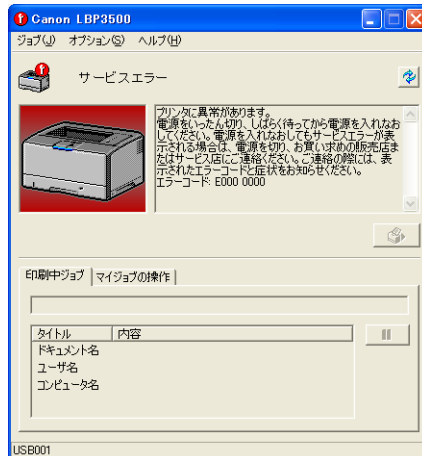 Canon LBP3500
ジョブ(J) オプション(S) ヘルプ(H)
サービスエラー
プリンタに異常があります。
電源をいったん切り、しばらく待ってから電源を入れなお
してください。電源を入れなおしてもサービスエラーが表
示される場合は、電源を切り、お買い求めの販売店ま
たはサービス店にご連絡ください。ご連絡の際には、表
示されたエラーコードと症状をお知らせください。
エラーコード: E000 0000
印刷中ジョブ マイジョブの操作
タイトル 内容
ドキュメント名
ユーザ名
コンピュータ名
USB001